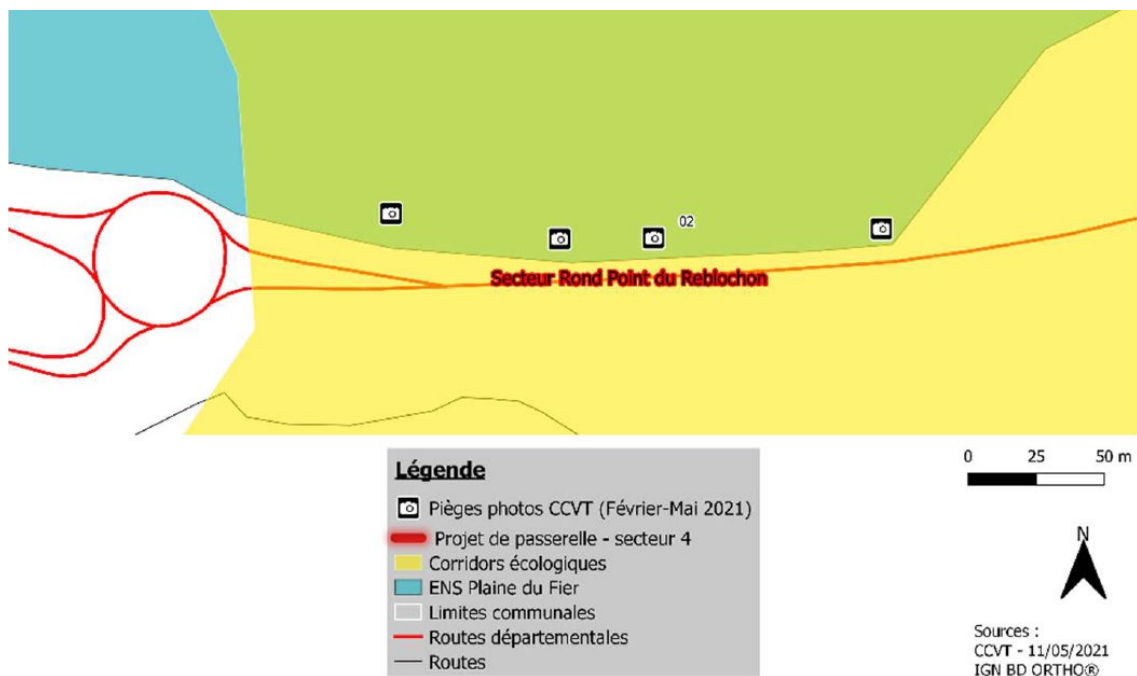 02
Secteur Rond Point du Reblochon
Légende
Pièges photos CCVT (Février-Mai 2021)
Projet de passerelle - secteur 4
Corridors écologiques
ENS Plaine du Fier
Limites communales
Routes départementales
Routes
0 25 50 m
N
Sources :
CCVT - 11/05/2021
IGN BD ORTHO®